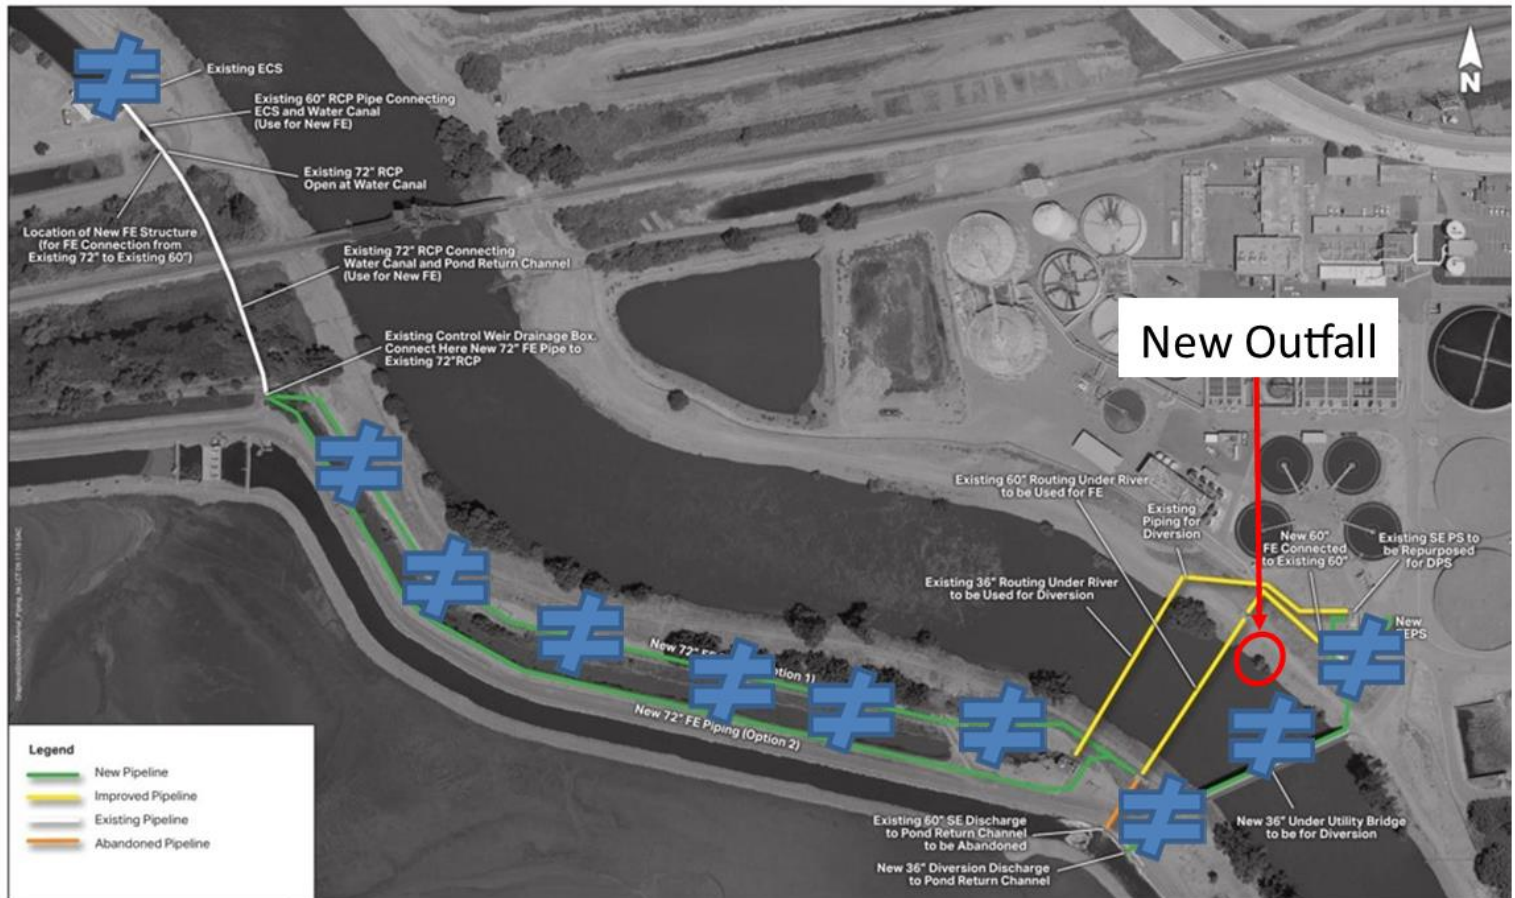 Existing ECS
Existing 60" RCP Pipe Connecting
ECS and Water Canal
(Use for New FE)
N
Existing 72" RCP
Open at Water Canal
Location of New FE Structure
(for FE Connection from
Existing 72" to Existing 60")
Existing 72" RCP Connecting
Water Canal and Pond Return Channel
(Use for New FE)
Existing Control Weir Drainage Box.
Connect Here New 72" FE Pipe to
Existing 72"RCP
New Outfall
Existing 60" Routing Under River
to be Used for FE
Existing
Piping for
Diversion
New 60"
FE Connected
to Existing 60"
Existing SE PS to
be Repurposed
for DPS
Existing 36" Routing Under River
to be Used for Diversion
New
EPS
New 72"
tion 1)
New 72" FE Piping (Option 2)
Existing 60" SE Discharge
to Pond Return Channel
to be Abandoned
New 36" Diversion Discharge
to Pond Return Channel
New 36" Under Utility Bridge
to be for Diversion
Legend
New Pipeline
Improved Pipeline
Existing Pipeline
Abandoned Pipeline